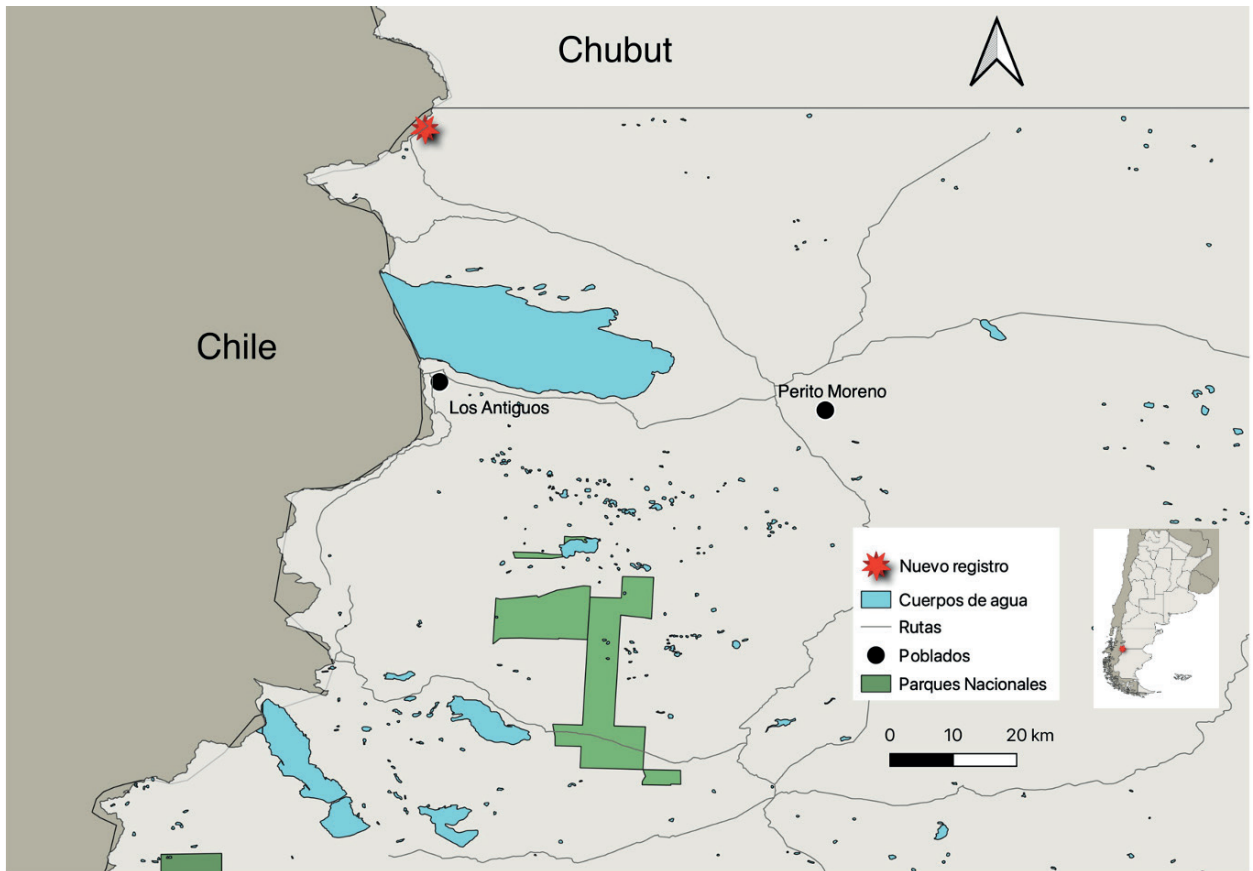 Chubut
Chile
Los Antiguos
Perito Moreno
Nuevo registro
Cuerpos de agua
Rutas
Poblados
Parques Nacionales
0 10 20 km